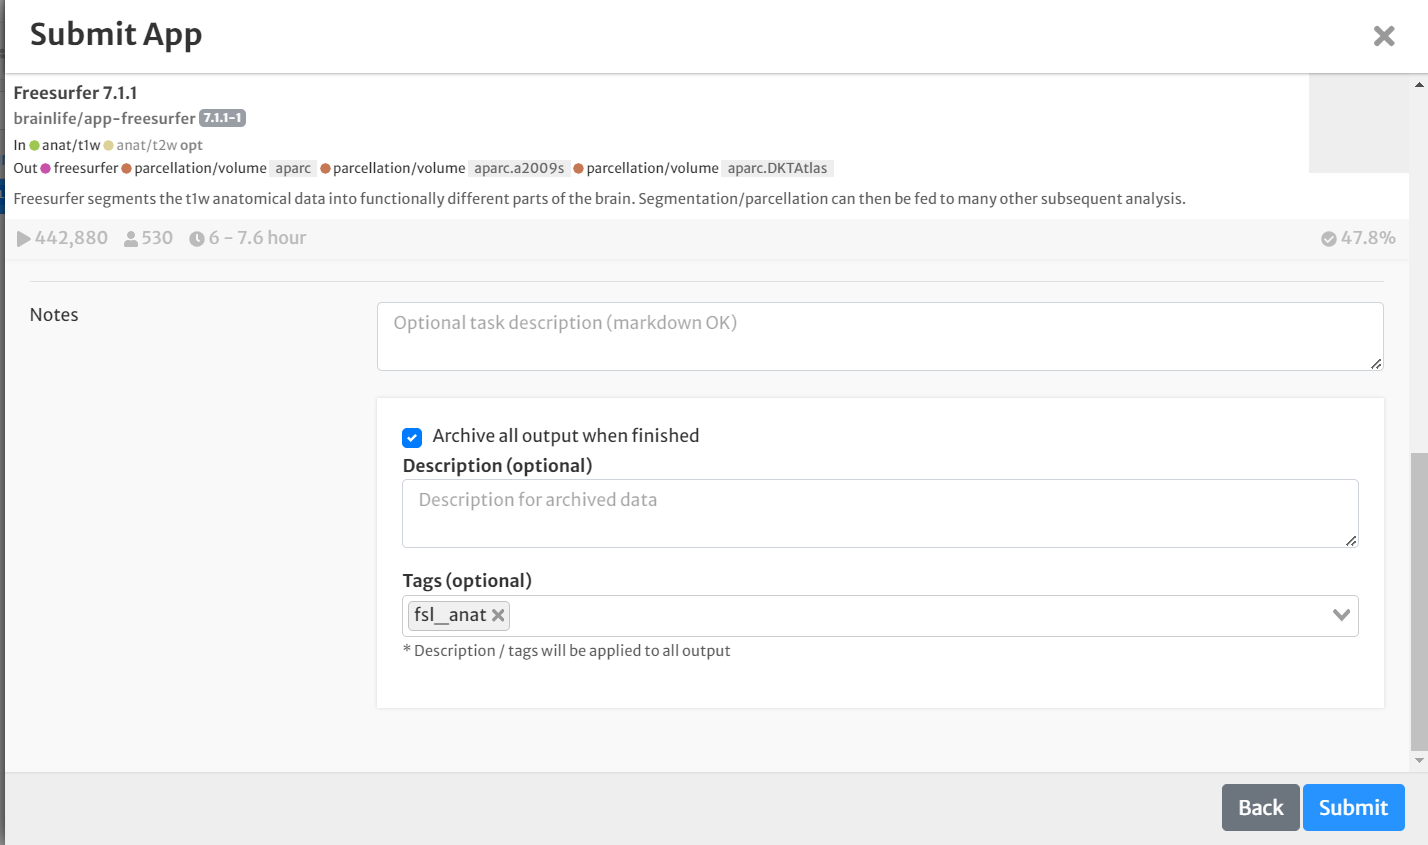 Submit App
Freesurfer 7.1.1
brainlife/app-freesurfer 7.1.1-1
In anat/t1w anat/t2w opt
Out freesurfer parcellation/volume aparc parcellation/volume aparc.a2009s parcellation/volume aparc.DKTAtlas
Freesurfer segments the t1w anatomical data into functionally different parts of the brain. Segmentation/parcellation can then be fed to many other subsequent analysis.
442,880 530 6 - 7.6 hour 47.8%
Notes
Optional task description (markdown OK)
Archive all output when finished
Description (optional)
Description for archived data
Tags (optional)
fsl_anat
* Description / tags will be applied to all output
Back Submit